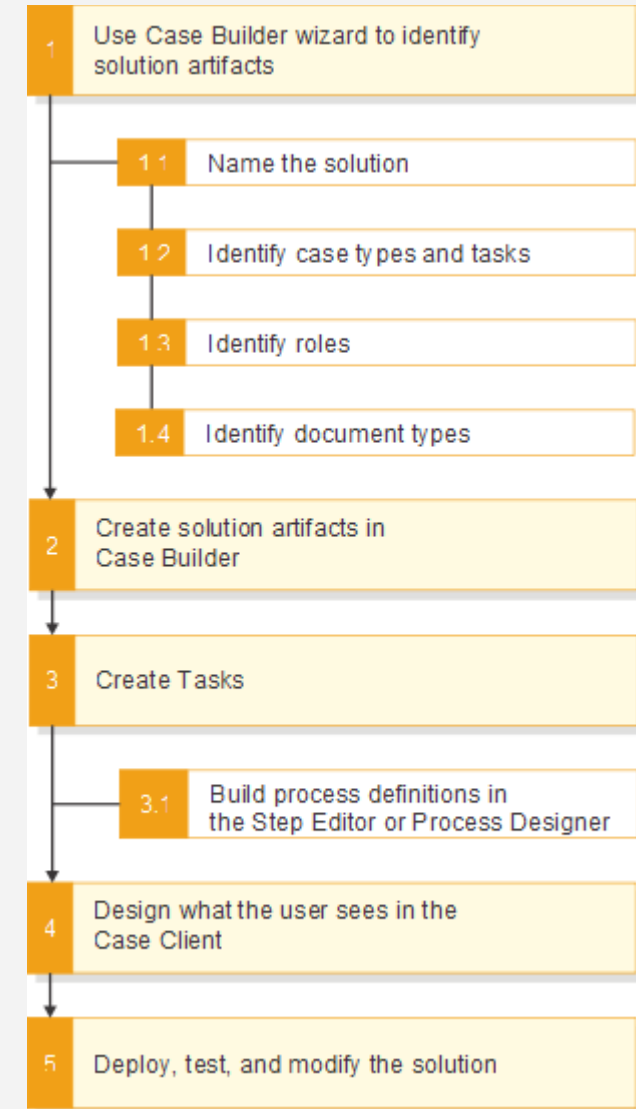 1
Use Case Builder wizard to identify
solution artifacts
1.1 Name the solution
1.2 Identify case types and tasks
1.3 Identify roles
1.4 Identify document types
2
Create solution artifacts in
Case Builder
3 Create Tasks
3.1
Build process definitions in
the Step Editor or Process Designer
4
Design what the user sees in the
Case Client
5 Deploy, test, and modify the solution